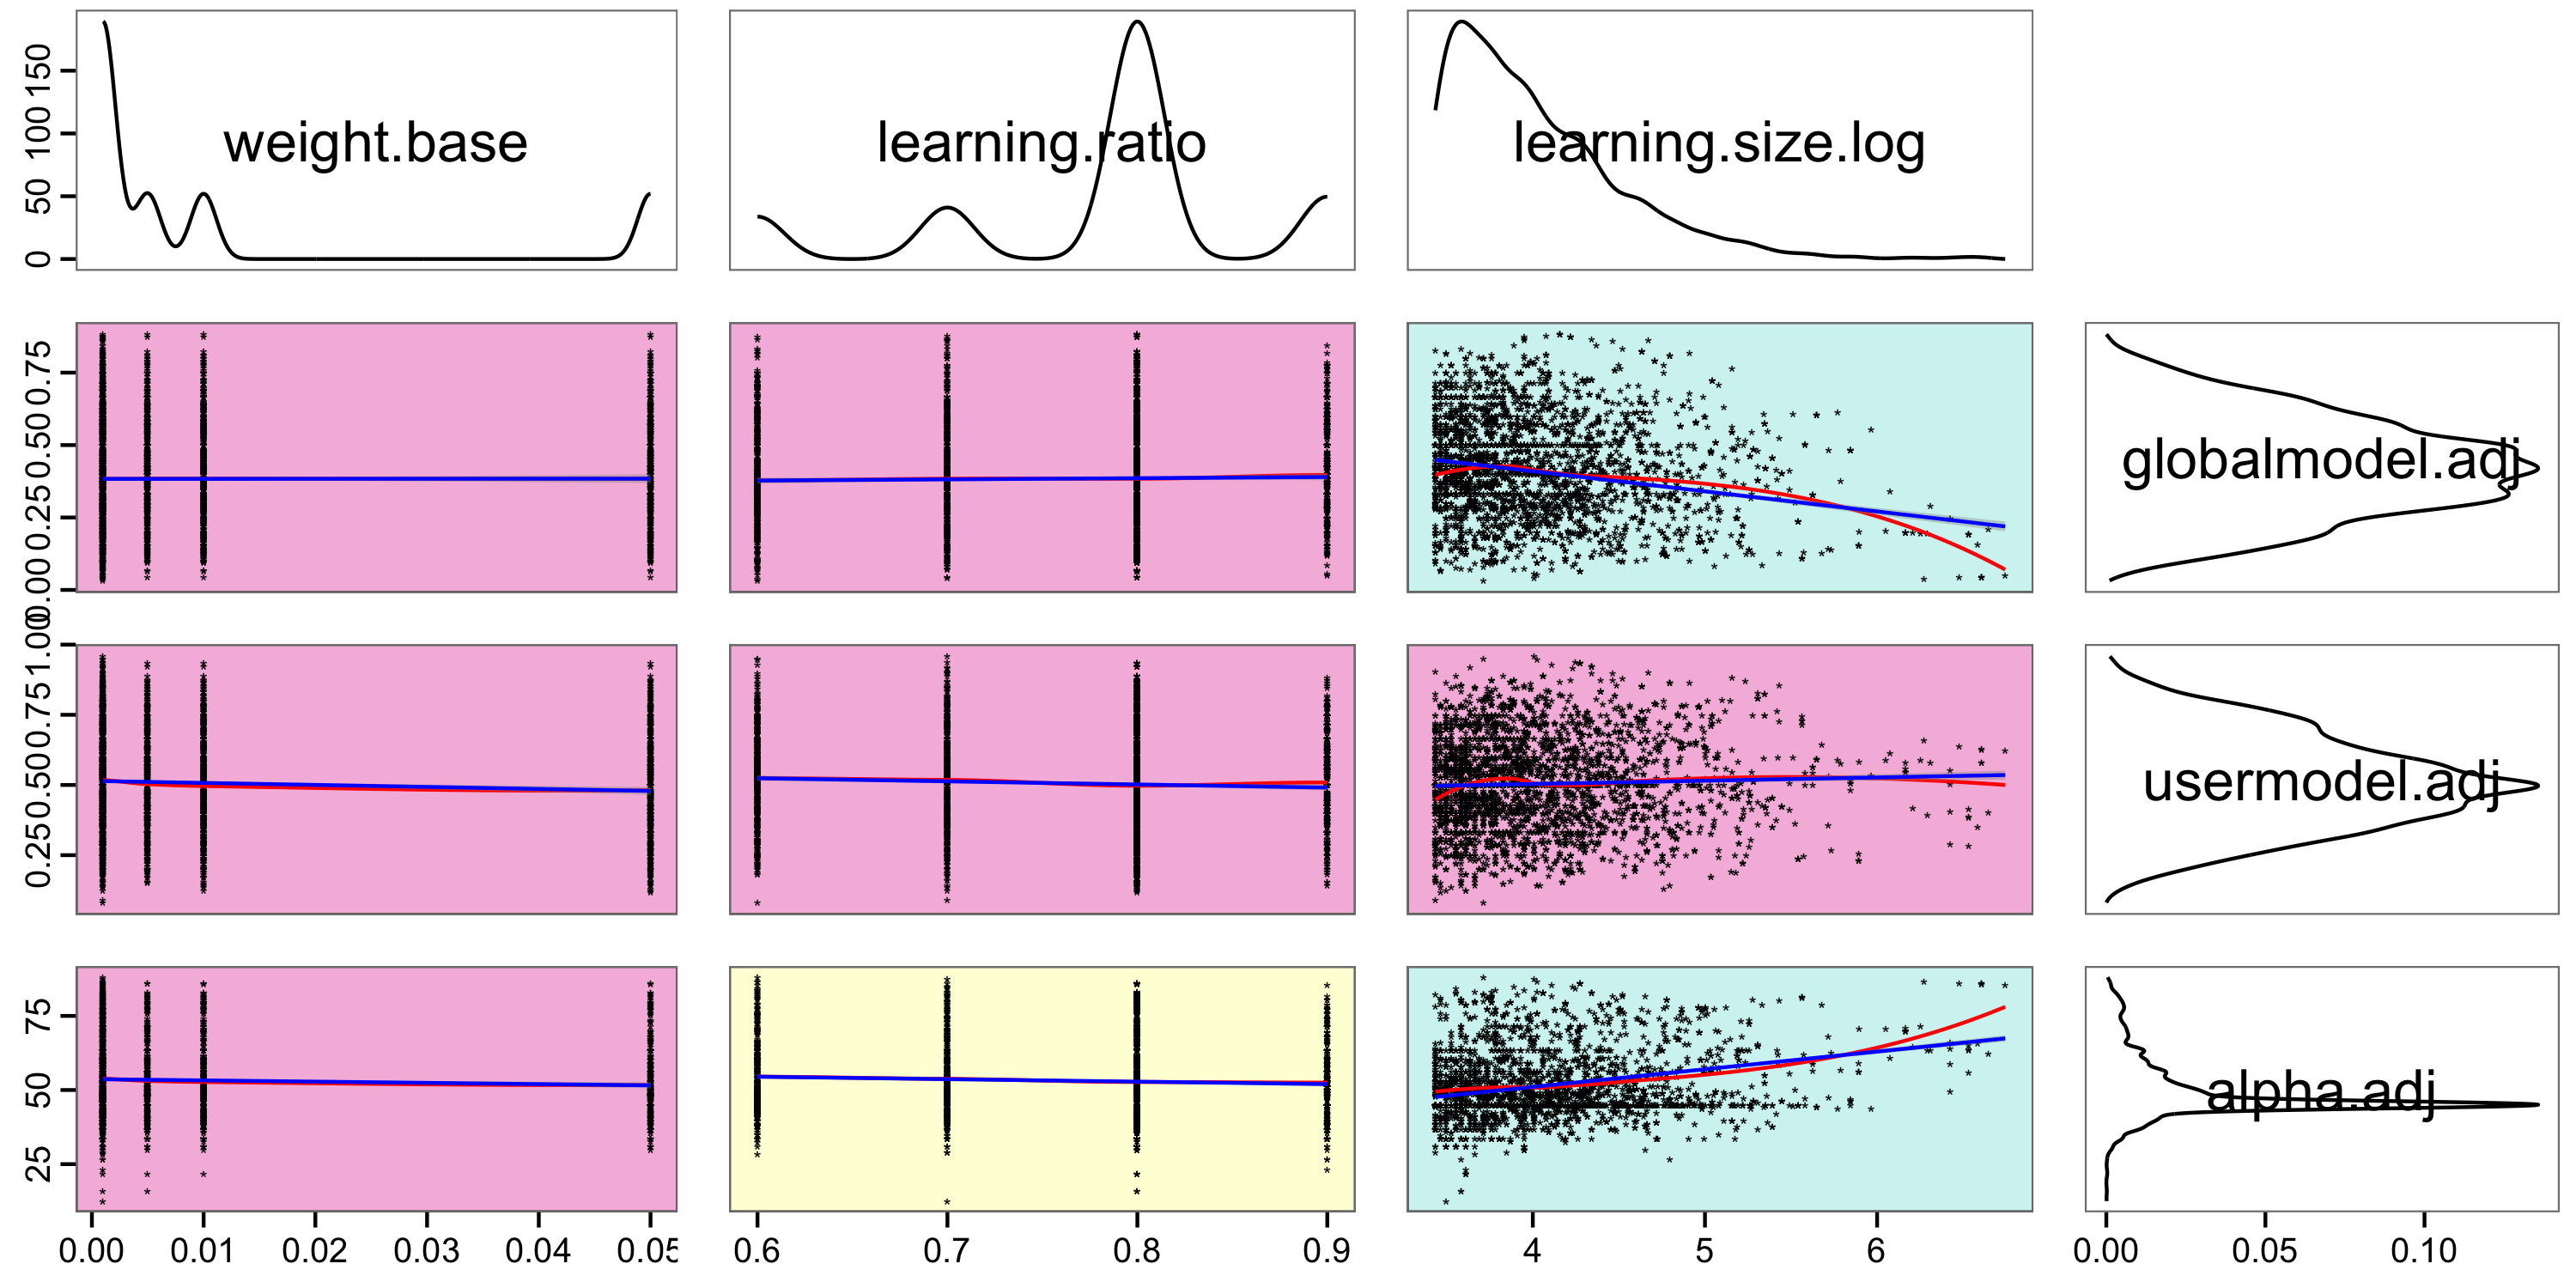 weight.base
learning.ratio
learning.size.log
0 50 100 150
globalmodel.adj
0.00 0.25 0.50 0.75
usermodel.adj
0.25 0.50 0.75 1.00
alpha.adj
25 50 75
0.00 0.01 0.02 0.03 0.04 0.05
0.6 0.7 0.8 0.9
4 5 6
0.00 0.05 0.10